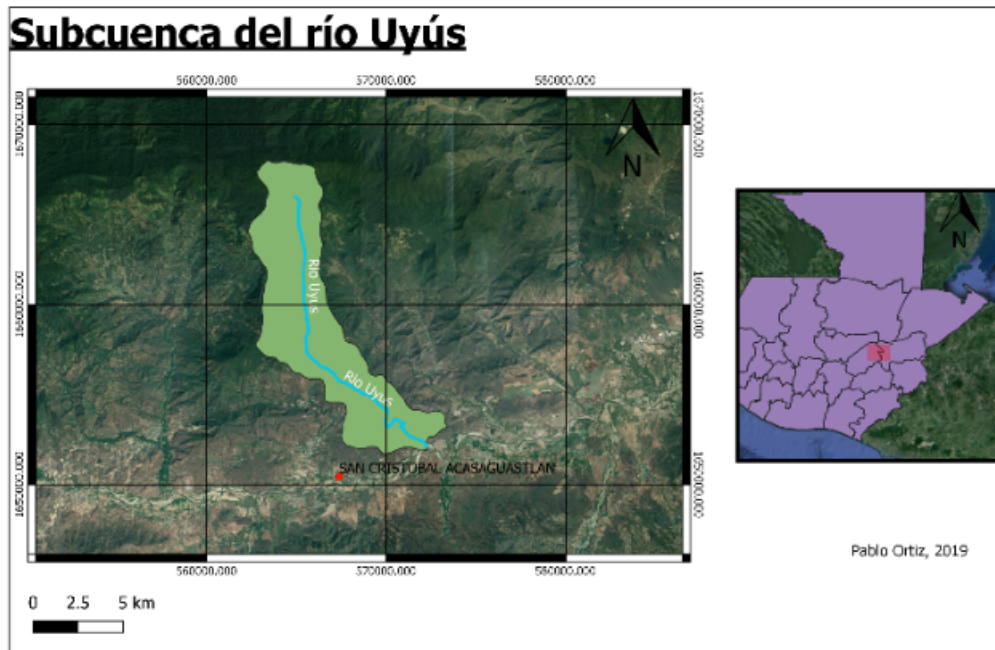 Subcuenca del río Uyús
560000.000 570000.000 580000.000
1670000.000 1670000.000
N
N
Río Uyús
1660000.000 1660000.000
Río Uyús
SAN CRISTOBAL ACASAGUASTLAN
1650000.000 1650000.000
Pablo Ortiz, 2019
560000.000 570000.000 580000.000
0 2.5 5 km